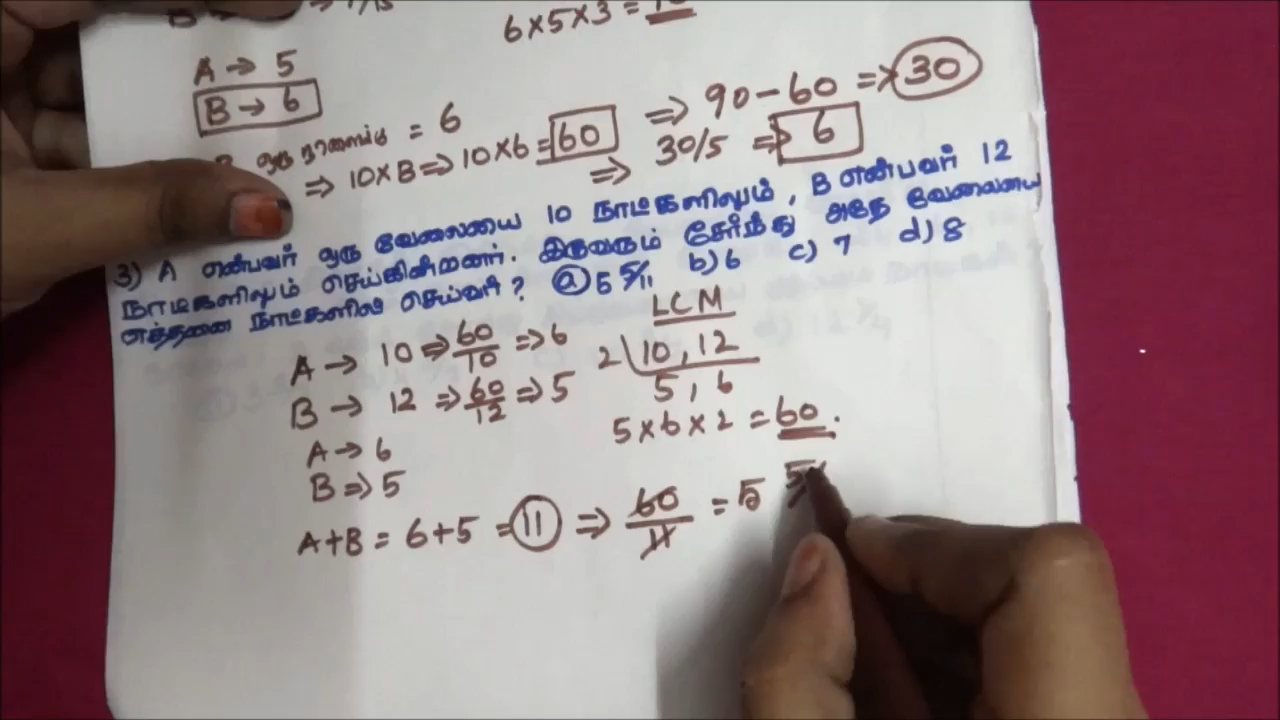 6×5×3 =
A → 5
B → 6
ஒரு நாளைக்கு = 6
⇒ 10×B ⇒ 10×6 = 60 ⇒ 90 - 60 ⇒ 30
⇒ 30/5 ⇒ 6
3) A என்பவர் ஒரு வேலையை 10 நாட்களிலும், B என்பவர் 12
நாட்களிலும் செய்கின்றனர். இருவரும் சேர்ந்து அதே வேலையை
எத்தனை நாட்களில் செய்வர்? a) 5 5/11 b) 6 c) 7 d) 8
LCM
A → 10 ⇒ 60/10 ⇒ 6
2 10, 12
B → 12 ⇒ 60/12 ⇒ 5
5, 6
A → 6
5×6×2 = 60.
B ⇒ 5
A+B = 6+5 = 11 ⇒ 60/11 = 5 5/